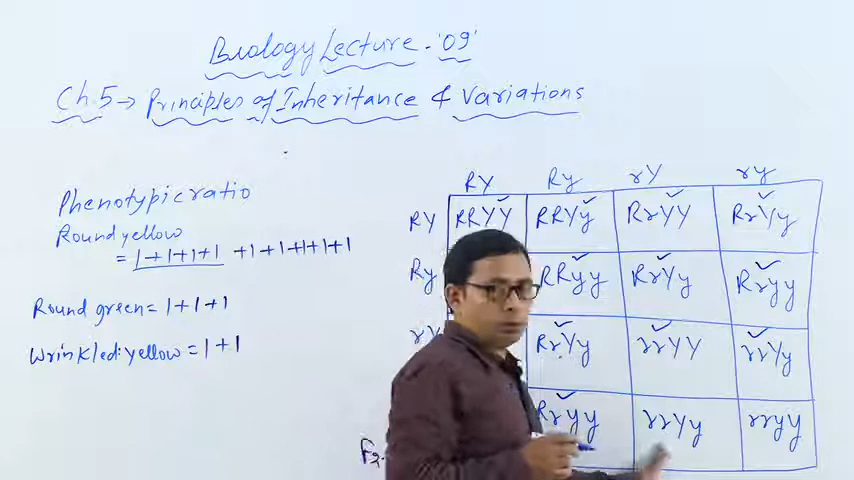 Biology Lecture - '09'
Ch.5→ Principles of Inheritance & Variations
Phenotypic ratio
Round yellow
= 1+1+1+1 +1+1+1+1+1
Round green = 1+1+1
Wrinkled: yellow = 1+1
RY Ry rY ry
RY RRYY RRYy RrYY RrYy
Ry RRyy RrYy Rryy
rY RrYy rrYY rrYy
Rryy rrYy rryy
F2